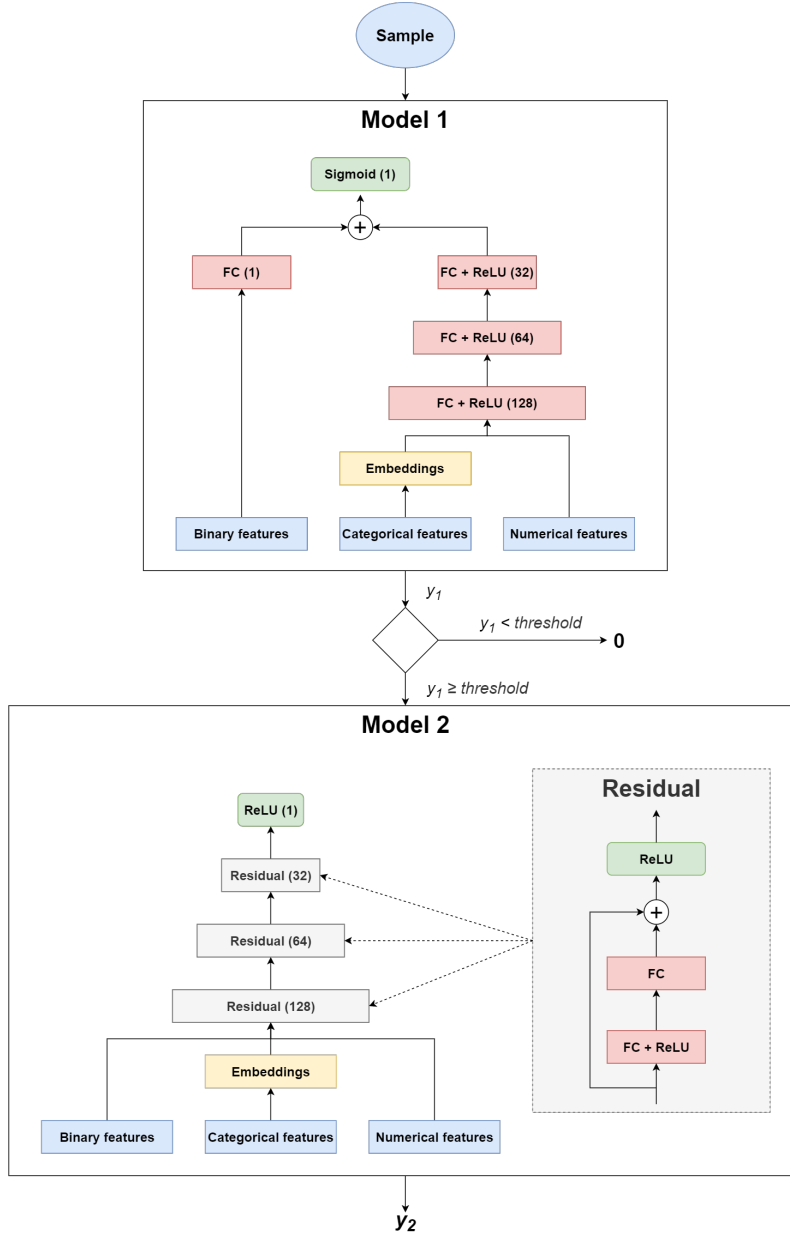 Sample
Model 1
Sigmoid (1)
+
FC (1)
FC + ReLU (32)
FC + ReLU (64)
FC + ReLU (128)
Embeddings
Binary features
Categorical features
Numerical features
y1
y1 < threshold
0
y1 ≥ threshold
Model 2
Residual
ReLU (1)
ReLU
Residual (32)
+
Residual (64)
FC
Residual (128)
FC + ReLU
Embeddings
Binary features
Categorical features
Numerical features
y2